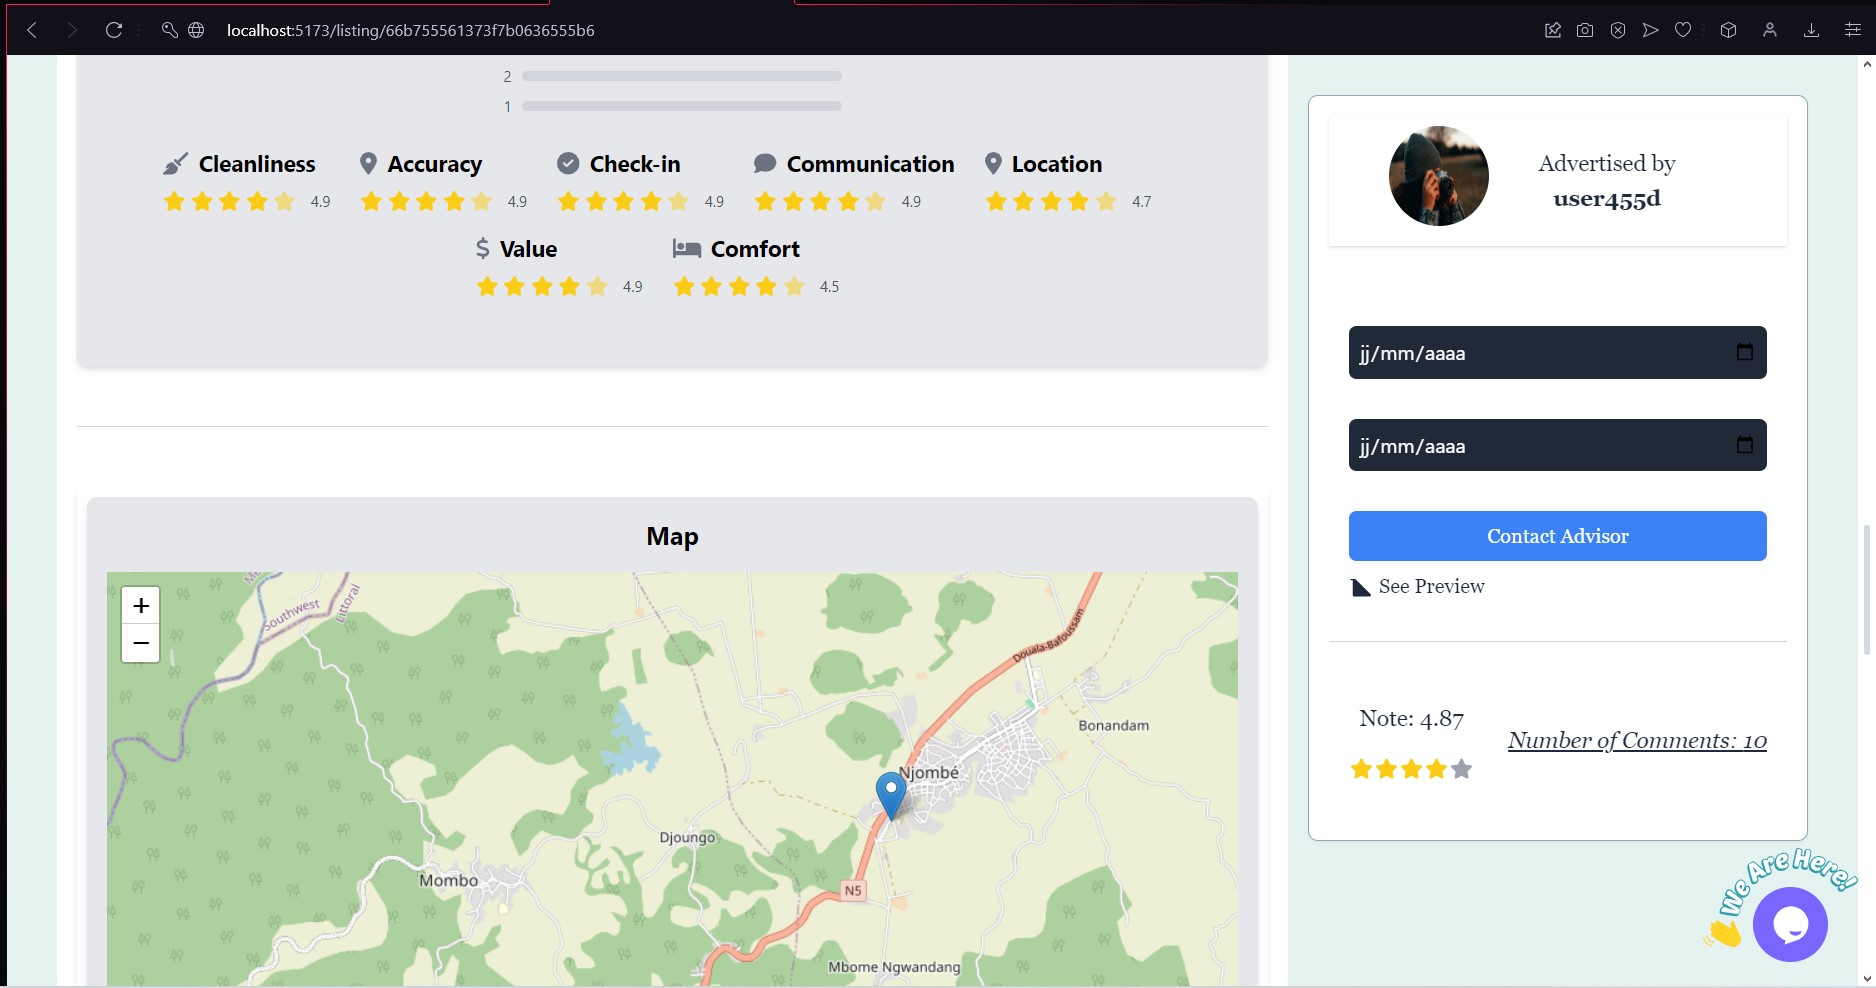 localhost:5173/listing/66b755561373f7b0636555b6
2
1
Cleanliness
4.9
Accuracy
4.9
Check-in
4.9
Communication
4.9
Location
4.7
Value
4.9
Comfort
4.5
Map
+
−
Southwest
Littoral
Douala-Bafoussam
Bonandam
Njombé
Djoungo
Mombo
N5
Mbome Ngwandang
Advertised by
user455d
jj/mm/aaaa
jj/mm/aaaa
Contact Advisor
See Preview
Note: 4.87
Number of Comments: 10
We Are Here!